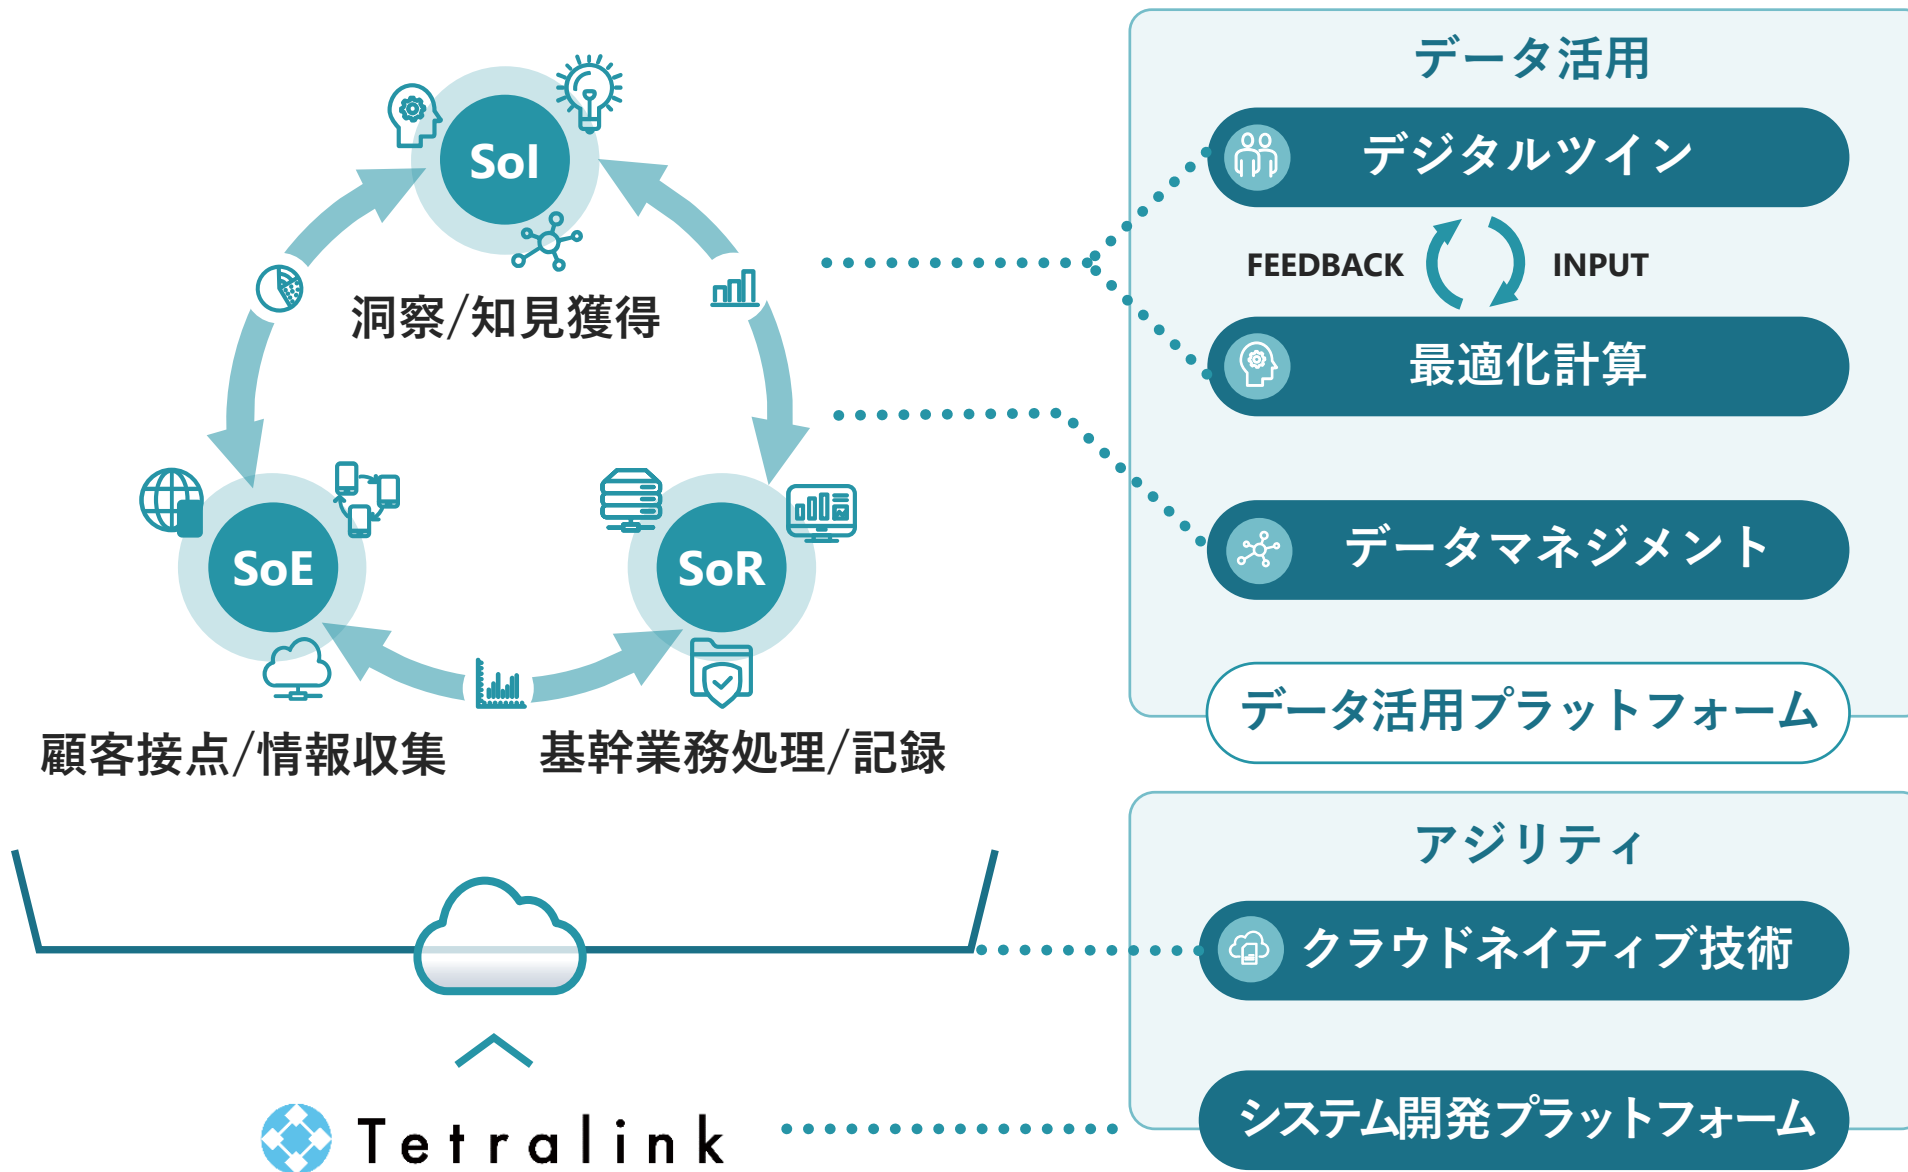 SoI
洞察/知見獲得
SoE
SoR
顧客接点/情報収集
基幹業務処理/記録
Tetralink
データ活用
デジタルツイン
FEEDBACK
INPUT
最適化計算
データマネジメント
データ活用プラットフォーム
アジリティ
クラウドネイティブ技術
システム開発プラットフォーム